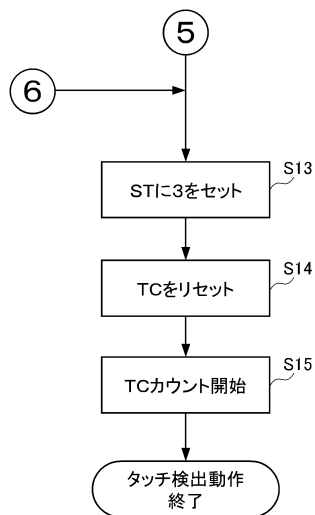 5
6
S13
STに3をセット
S14
TCをリセット
S15
TCカウント開始
タッチ検出動作
終了